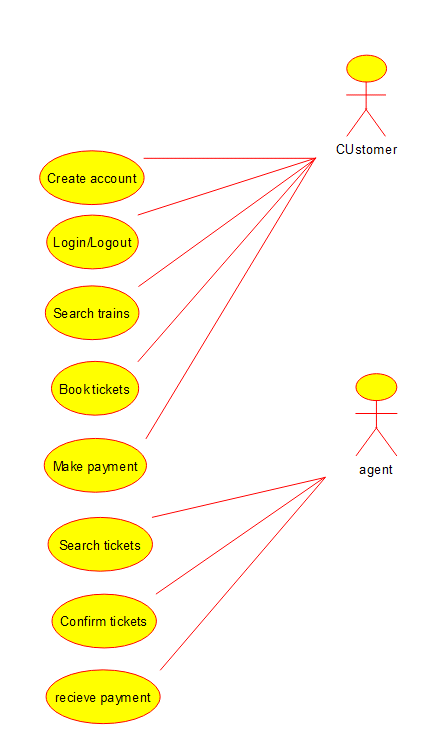 CUstomer
Create account
Login/Logout
Search trains
Book tickets
Make payment
agent
Search tickets
Confirm tickets
recieve payment